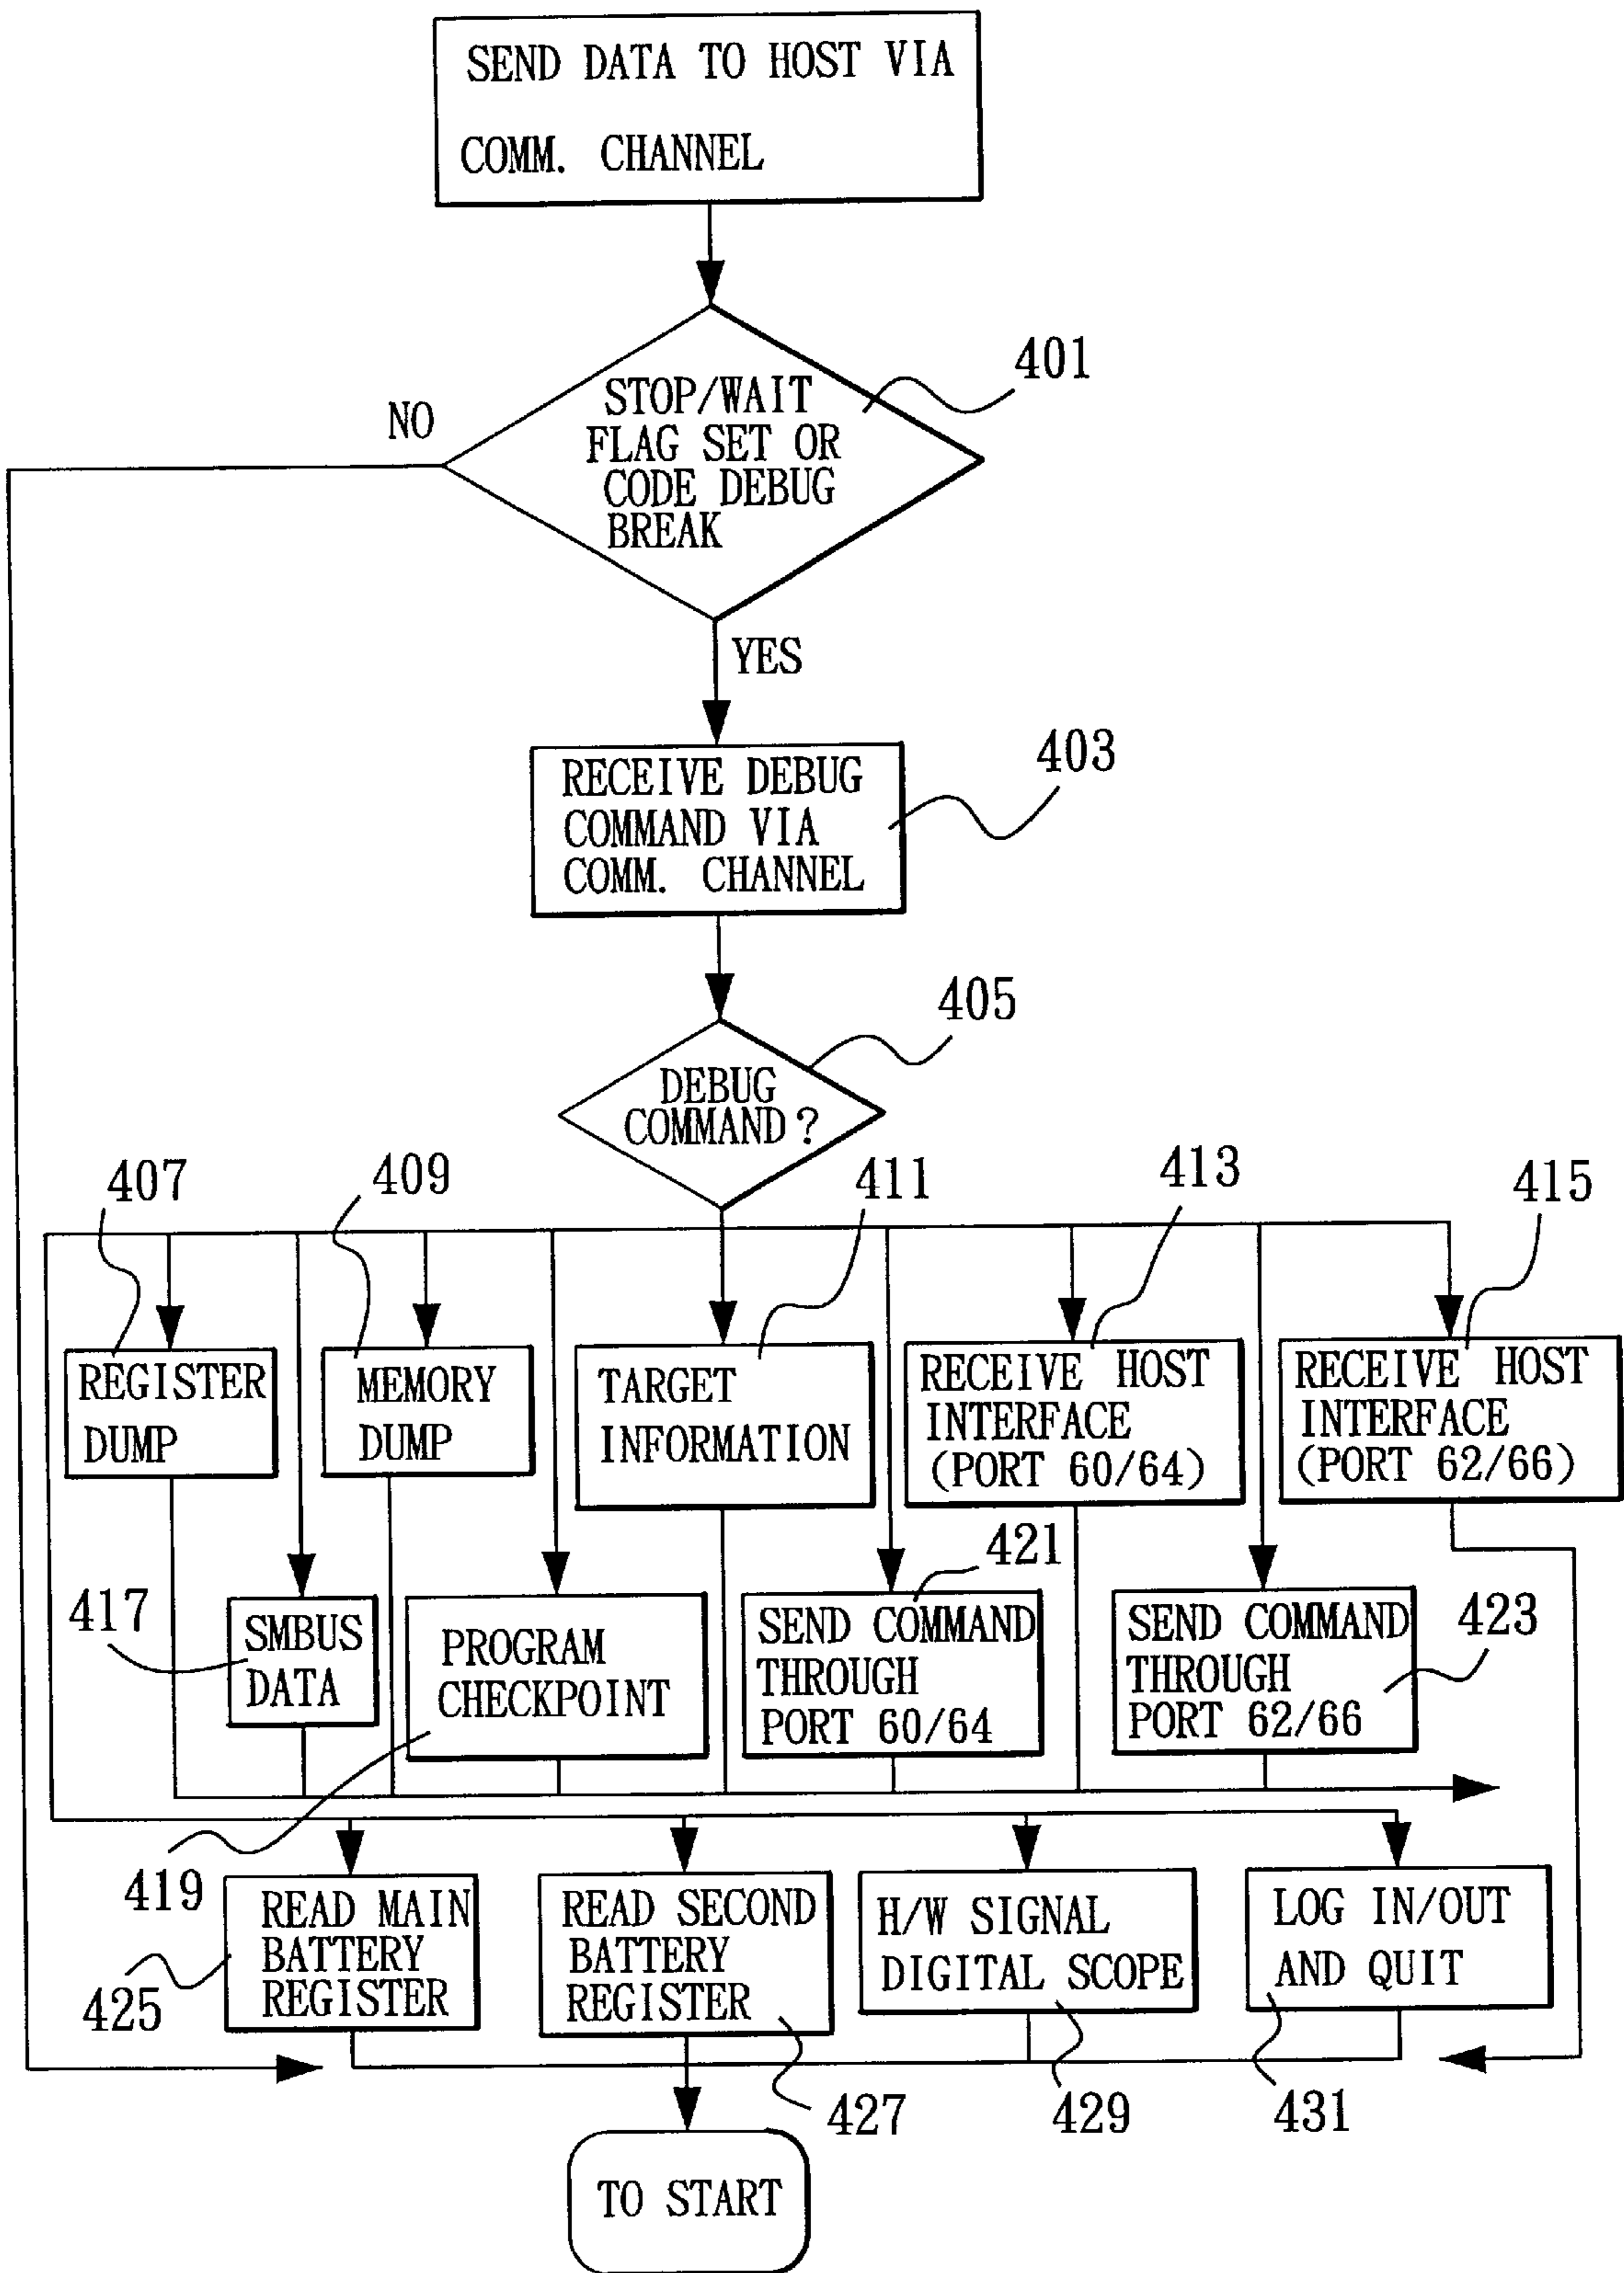 SEND DATA TO HOST VIA
COMM. CHANNEL
401
STOP/WAIT
FLAG SET OR
CODE DEBUG
BREAK
NO
YES
403
RECEIVE DEBUG
COMMAND VIA
COMM. CHANNEL
405
DEBUG
COMMAND?
407
409
411
413
415
REGISTER
DUMP
MEMORY
DUMP
TARGET
INFORMATION
RECEIVE HOST
INTERFACE
(PORT 60/64)
RECEIVE HOST
INTERFACE
(PORT 62/66)
417
SMBUS
DATA
PROGRAM
CHECKPOINT
419
421
SEND COMMAND
THROUGH
PORT 60/64
SEND COMMAND
THROUGH
PORT 62/66
423
READ MAIN
BATTERY
REGISTER
425
READ SECOND
BATTERY
REGISTER
427
H/W SIGNAL
DIGITAL SCOPE
429
LOG IN/OUT
AND QUIT
431
TO START